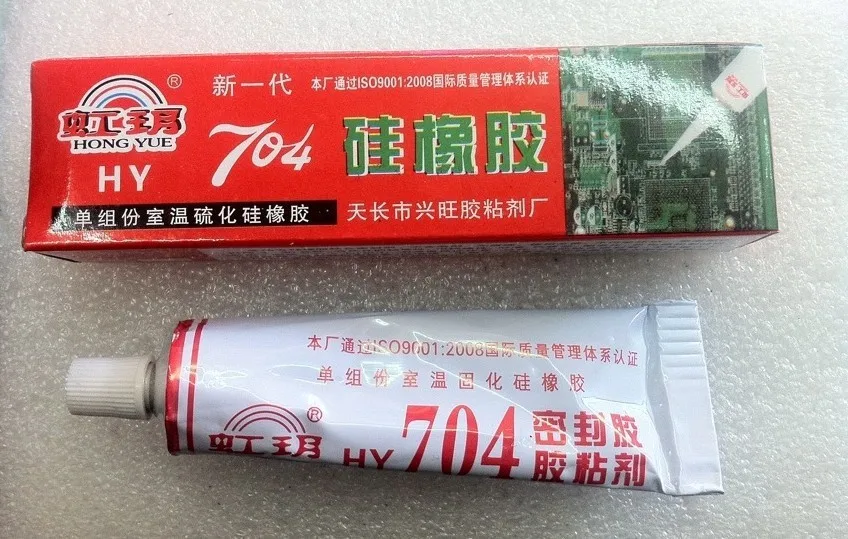 虹玥
®
HONG YUE
HY
新一代
本厂通过ISO9001:2008国际质量管理体系认证
704 硅橡胶
单组份室温硫化硅橡胶
天长市兴旺胶粘剂厂
本厂通过ISO9001:2008国际质量管理体系认证
单组份室温固化硅橡胶
虹玥
®
HY 704 密封胶
胶粘剂